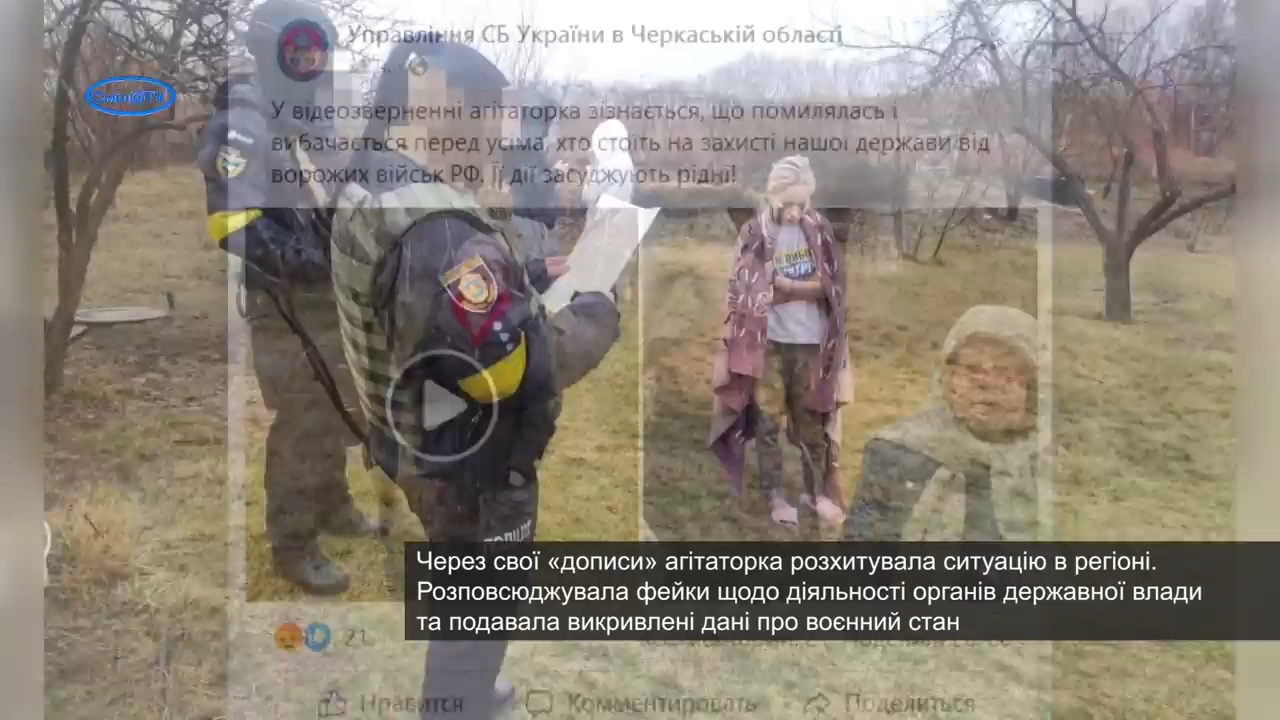 Управління СБ України в Черкаській області
У відеозверненні агітаторка зізнається, що помилялась і
вибачається перед усіма, хто стоїть на захисті нашої держави від
ворожих військ РФ. Її дії засуджують рідні!
Через свої «дописи» агітаторка розхитувала ситуацію в регіоні.
Розповсюджувала фейки щодо діяльності органів державної влади
та подавала викривлені дані про воєнний стан
21
Нравится
Комментировать
Поделиться